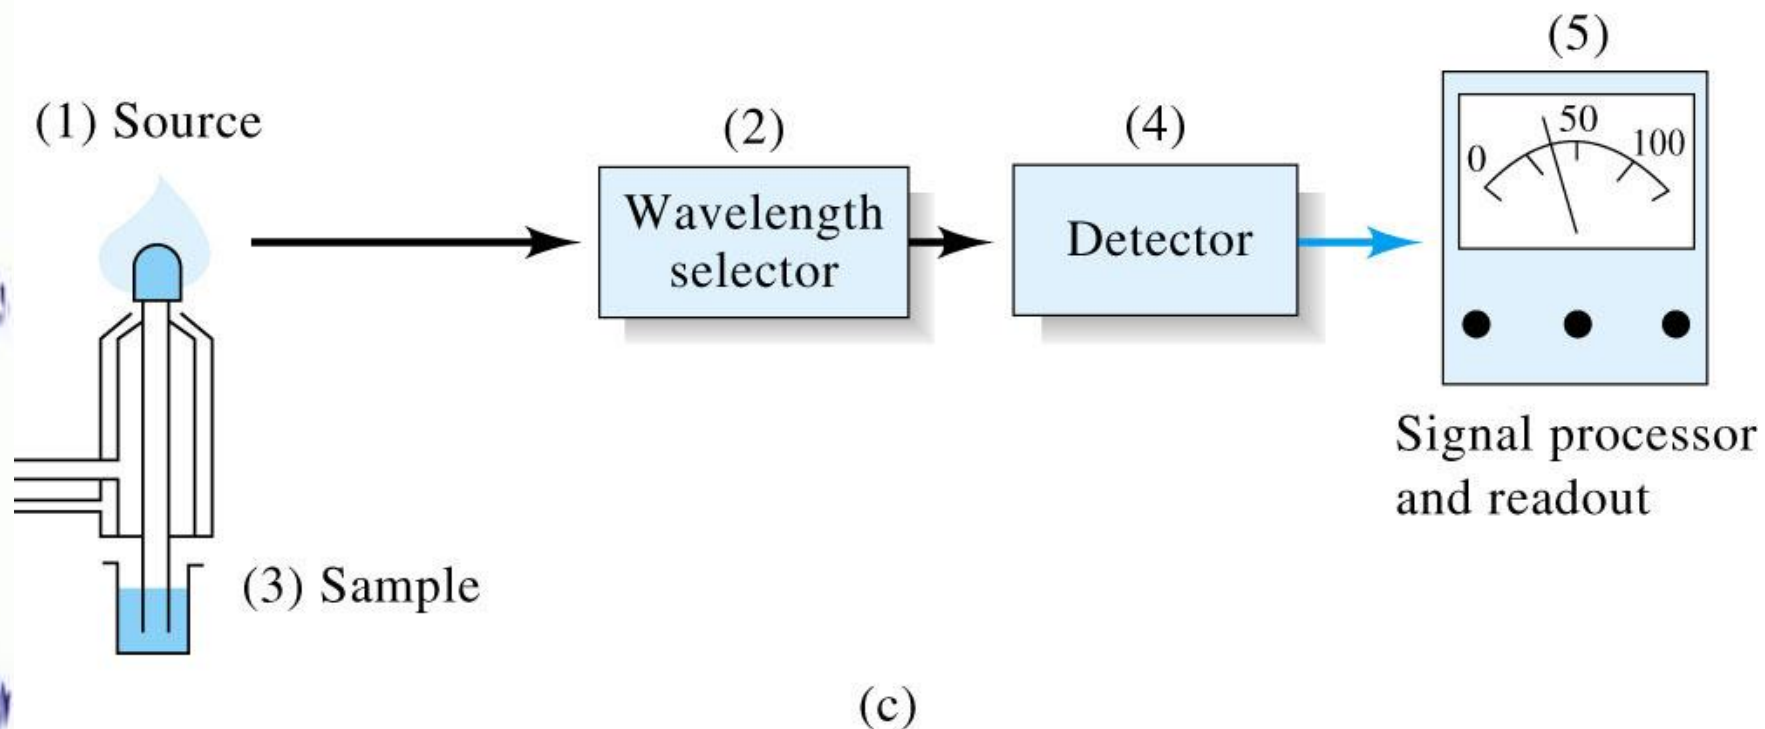 (5)
(1) Source
(2)
(4)
0
50
100
Wavelength
selector
Detector
Signal processor
and readout
(3) Sample
(c)